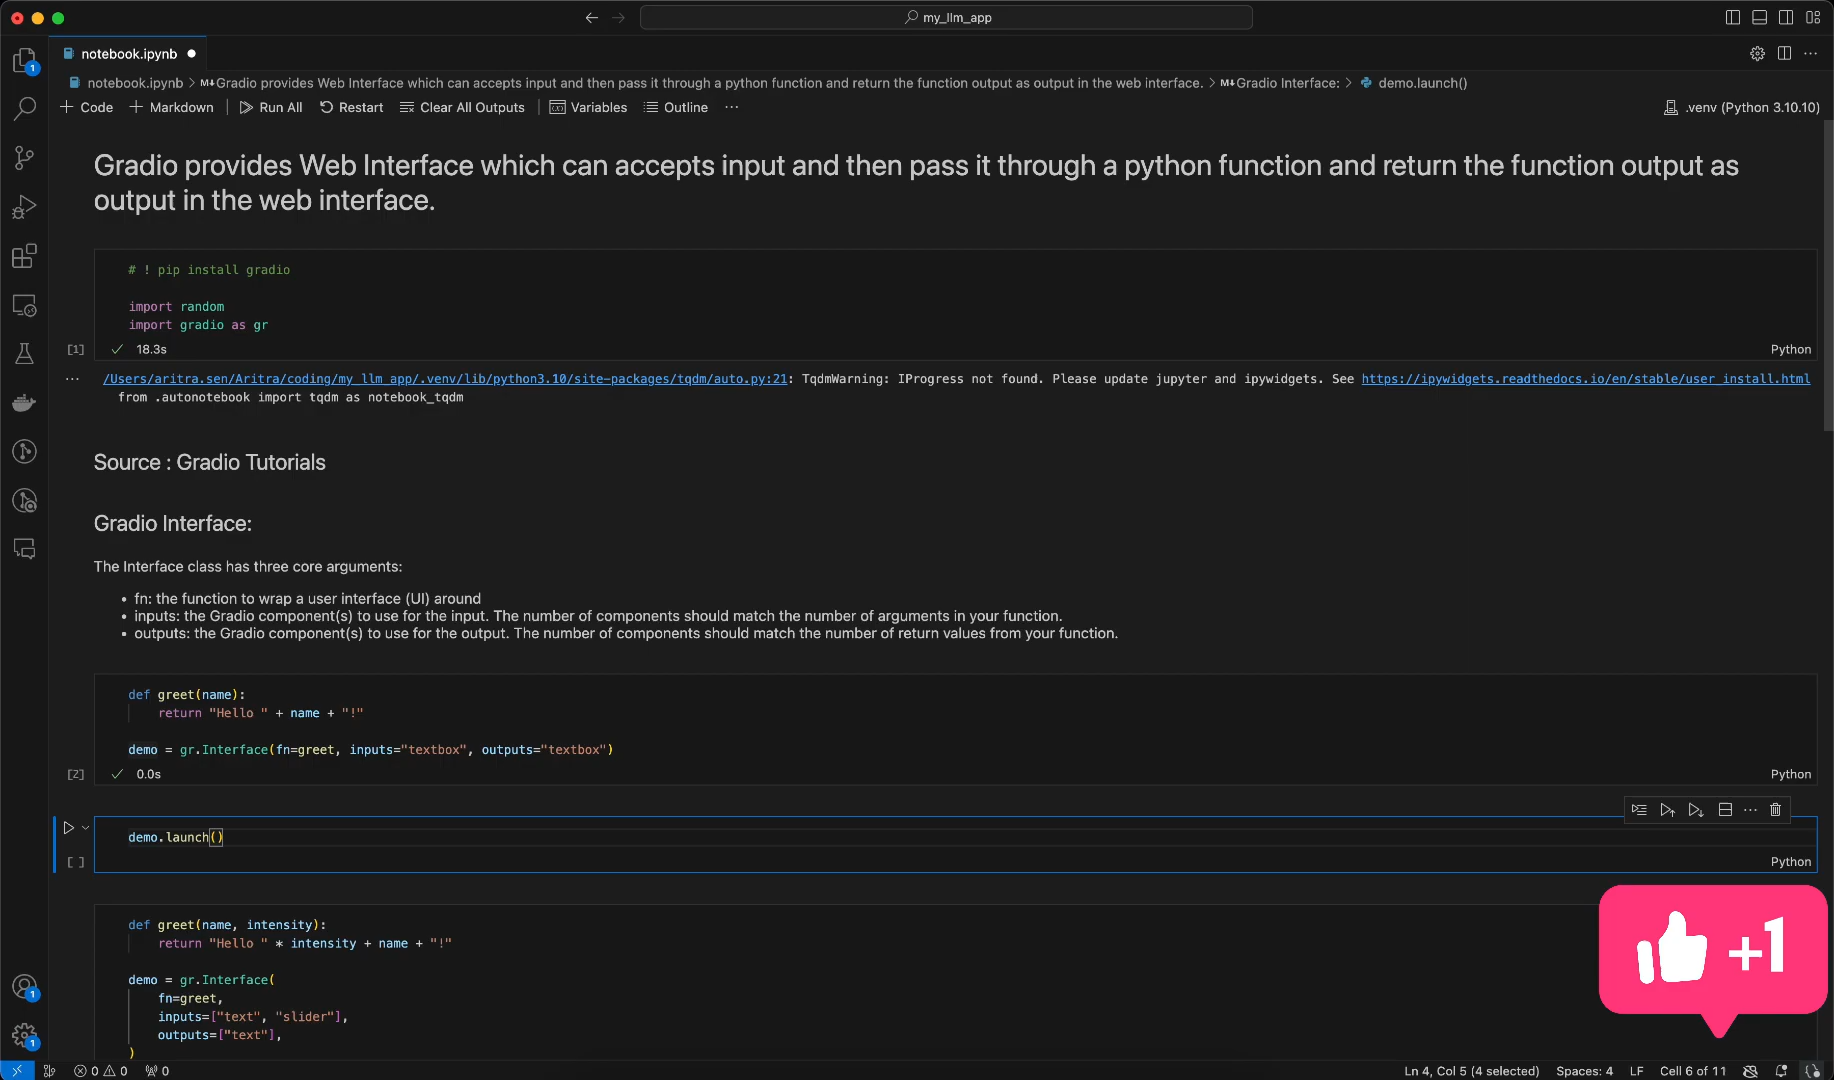 my_llm_app
notebook.ipynb
notebook.ipynb > M↓Gradio provides Web Interface which can accepts input and then pass it through a python function and return the function output as output in the web interface. > M↓Gradio Interface: > demo.launch()
+ Code + Markdown | Run All Restart Clear All Outputs | Variables Outline ··· .venv (Python 3.10.10)
Gradio provides Web Interface which can accepts input and then pass it through a python function and return the function output as
output in the web interface.
# ! pip install gradio
import random
import gradio as gr
[1] ✓ 18.3s Python
··· /Users/aritra.sen/Aritra/coding/my_llm_app/.venv/lib/python3.10/site-packages/tqdm/auto.py:21: TqdmWarning: IProgress not found. Please update jupyter and ipywidgets. See https://ipywidgets.readthedocs.io/en/stable/user_install.html
from .autonotebook import tqdm as notebook_tqdm
Source : Gradio Tutorials
Gradio Interface:
The Interface class has three core arguments:
• fn: the function to wrap a user interface (UI) around
• inputs: the Gradio component(s) to use for the input. The number of components should match the number of arguments in your function.
• outputs: the Gradio component(s) to use for the output. The number of components should match the number of return values from your function.
def greet(name):
return "Hello " + name + "!"
demo = gr.Interface(fn=greet, inputs="textbox", outputs="textbox")
[2] ✓ 0.0s Python
demo.launch()
[ ] Python
def greet(name, intensity):
return "Hello " * intensity + name + "!"
demo = gr.Interface(
fn=greet,
inputs=["text", "slider"],
outputs=["text"],
)
+1
1
1
1
0 0 0 Ln 4, Col 5 (4 selected) Spaces: 4 LF Cell 6 of 11